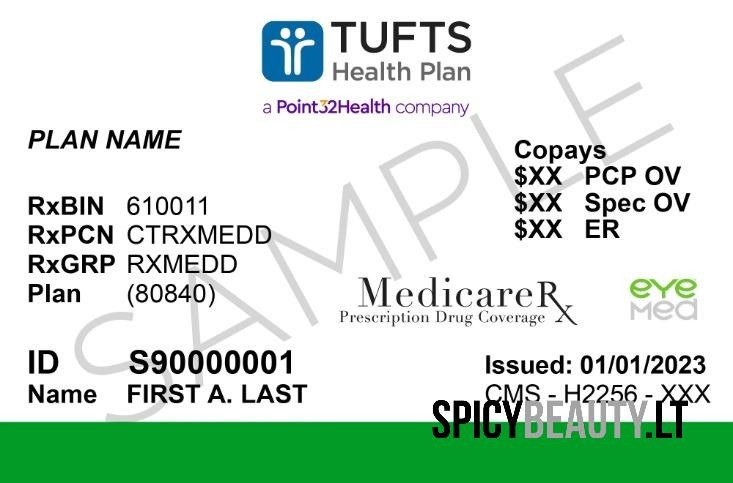 TUFTS
Health Plan
a Point32Health company
PLAN NAME
Copays
$XX PCP OV
$XX Spec OV
$XX ER
RxBIN 610011
RxPCN CTRXMEDD
RxGRP RXMEDD
Plan (80840)
MedicareRx
Prescription Drug Coverage
eye
med
SAMPLE
ID S90000001
Name FIRST A. LAST
Issued: 01/01/2023
CMS - H2256 - XXX
SPICYBEAUTY.LT